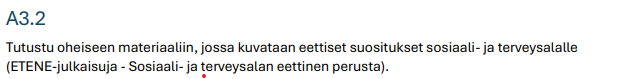 A3.2
Tutustu oheiseen materiaaliin, jossa kuvataan eettiset suositukset sosiaali- ja terveysalalle
(ETENE-julkaisuja - Sosiaali- ja terveysalan eettinen perusta).